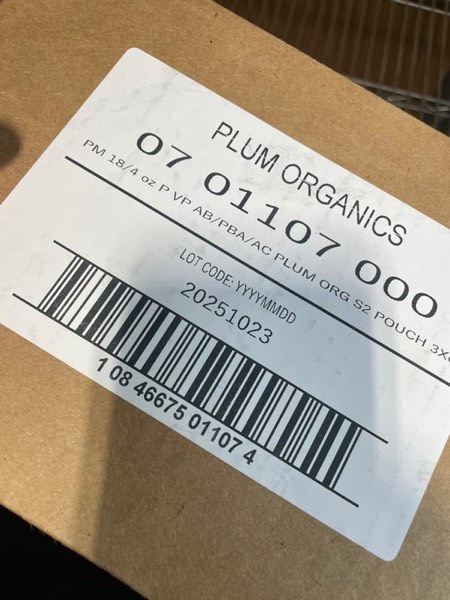 PLUM ORGANICS
07 01107 000
PM 18/4 oz P VP AB/PBA/AC PLUM ORG S2 POUCH
LOT CODE: YYYYMMDD
20251023
1 08 46675 01107 4